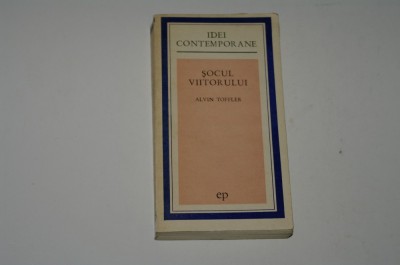 IDEI
CONTEMPORANE
ŞOCUL
VIITORULUI
ALVIN TOFFLER
ep